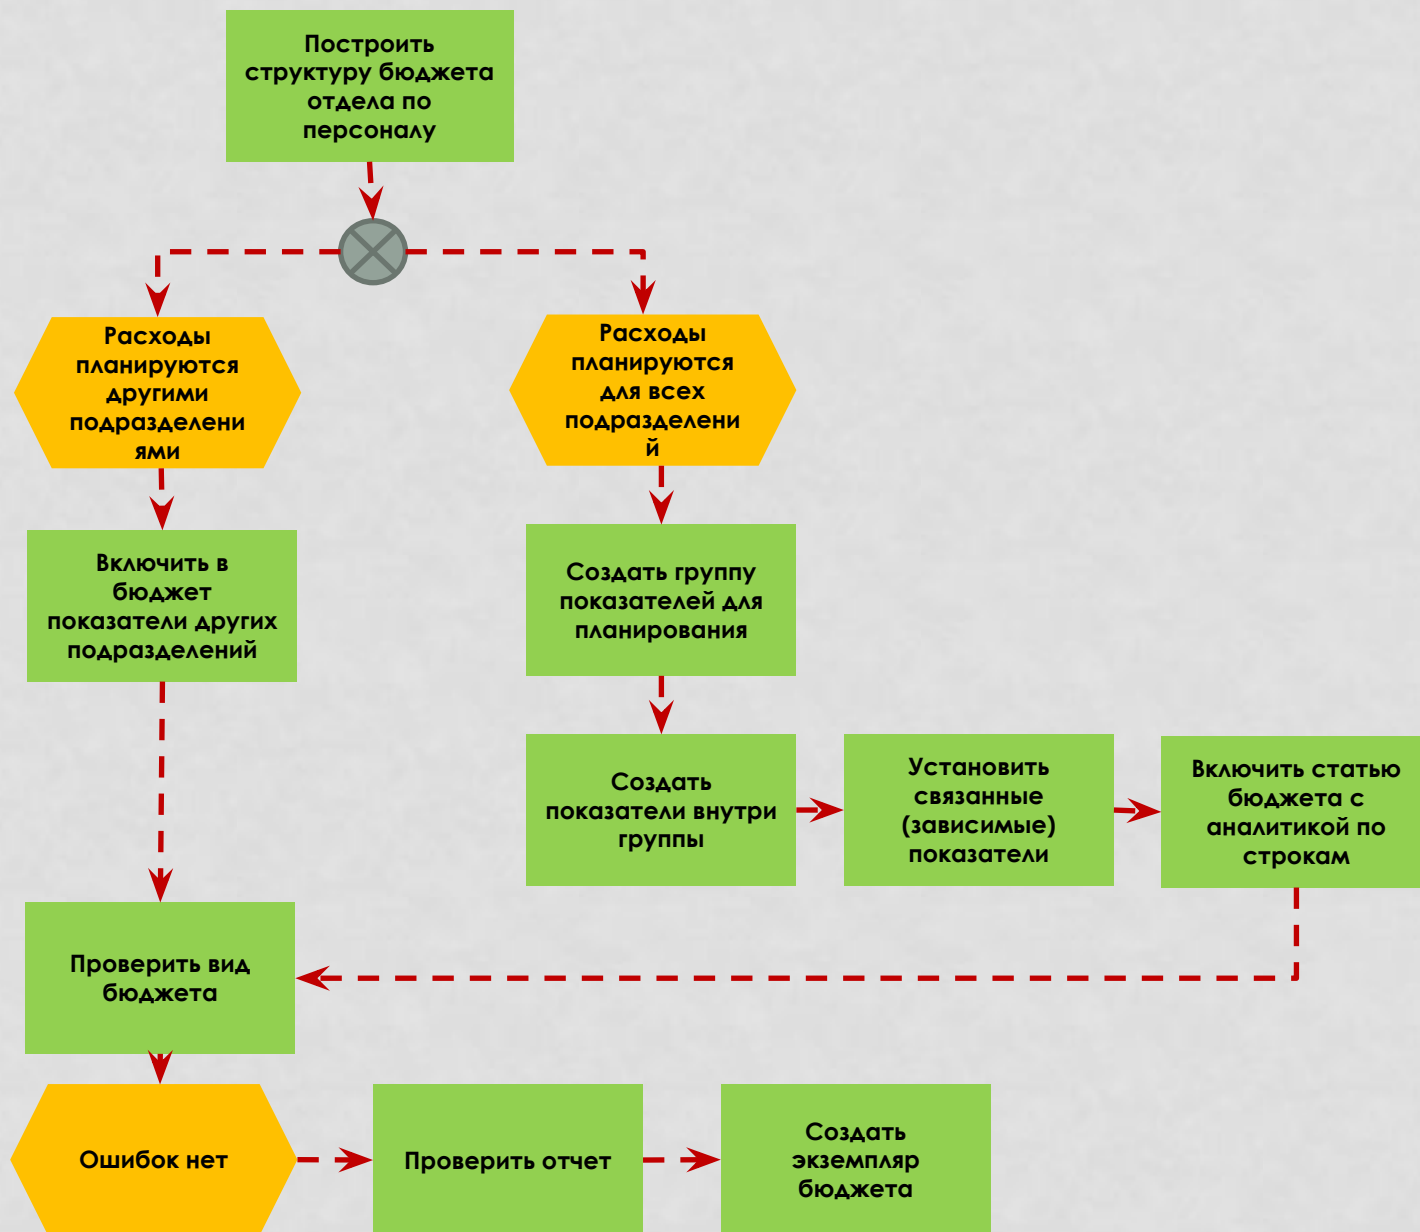 Построить
структуру бюджета
отдела по
персоналу
Расходы
планируются
другими
подразделени
ями
Расходы
планируются
для всех
подразделени
й
Включить в
бюджет
показатели других
подразделений
Создать группу
показателей для
планирования
Создать
показатели внутри
группы
Установить
связанные
(зависимые)
показатели
Включить статью
бюджета с
аналитикой по
строкам
Проверить вид
бюджета
Ошибок нет
Проверить отчет
Создать
экземпляр
бюджета